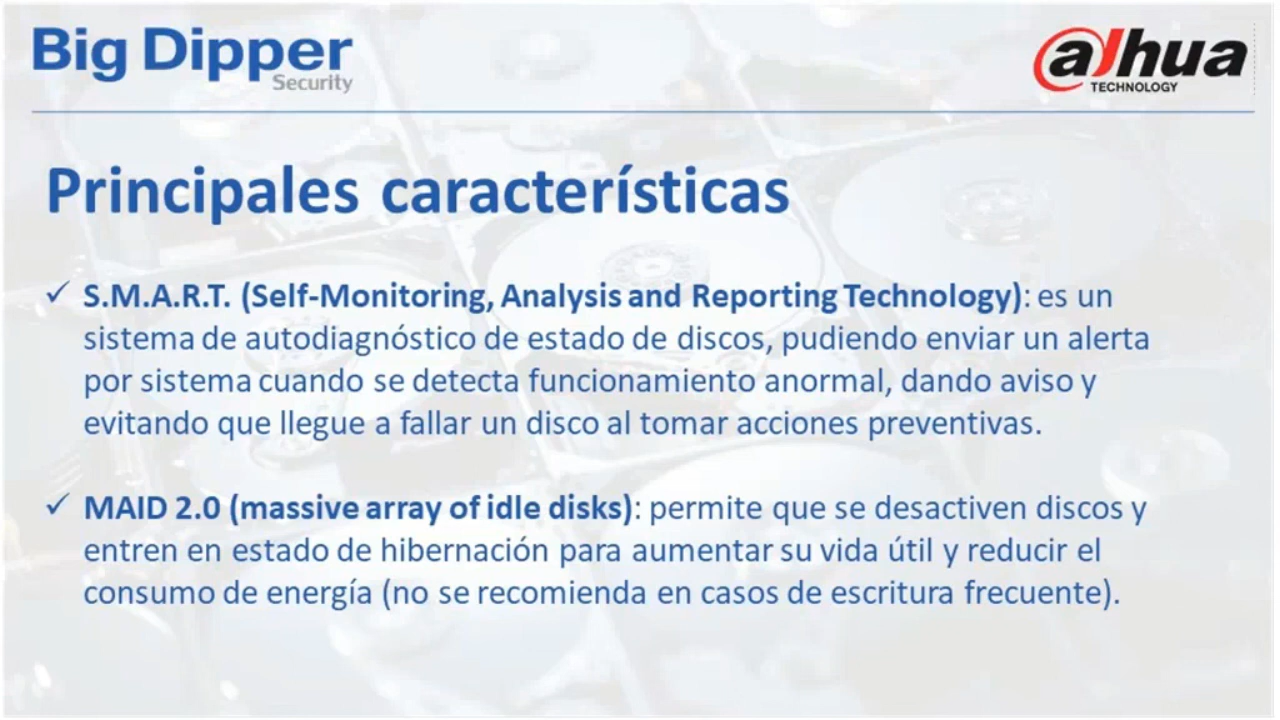 Big Dipper
Security
alhua
TECHNOLOGY
Principales características
✓ S.M.A.R.T. (Self-Monitoring, Analysis and Reporting Technology): es un
sistema de autodiagnóstico de estado de discos, pudiendo enviar un alerta
por sistema cuando se detecta funcionamiento anormal, dando aviso y
evitando que llegue a fallar un disco al tomar acciones preventivas.
✓ MAID 2.0 (massive array of idle disks): permite que se desactiven discos y
entren en estado de hibernación para aumentar su vida útil y reducir el
consumo de energía (no se recomienda en casos de escritura frecuente).